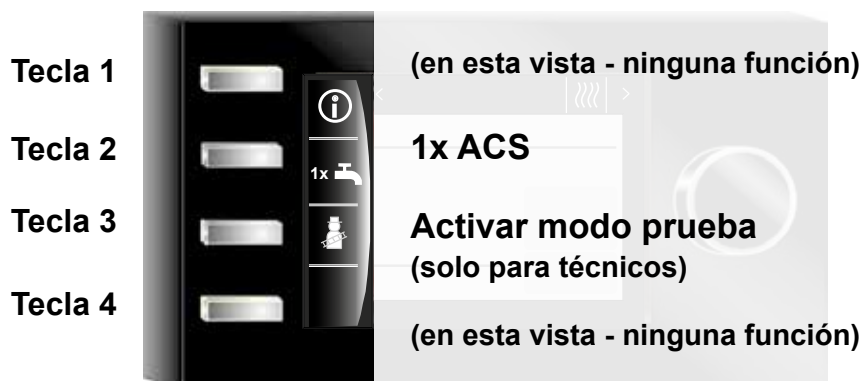 Tecla 1
(en esta vista - ninguna función)
Tecla 2
1x
1x ACS
Tecla 3
Activar modo prueba
(solo para técnicos)
Tecla 4
(en esta vista - ninguna función)